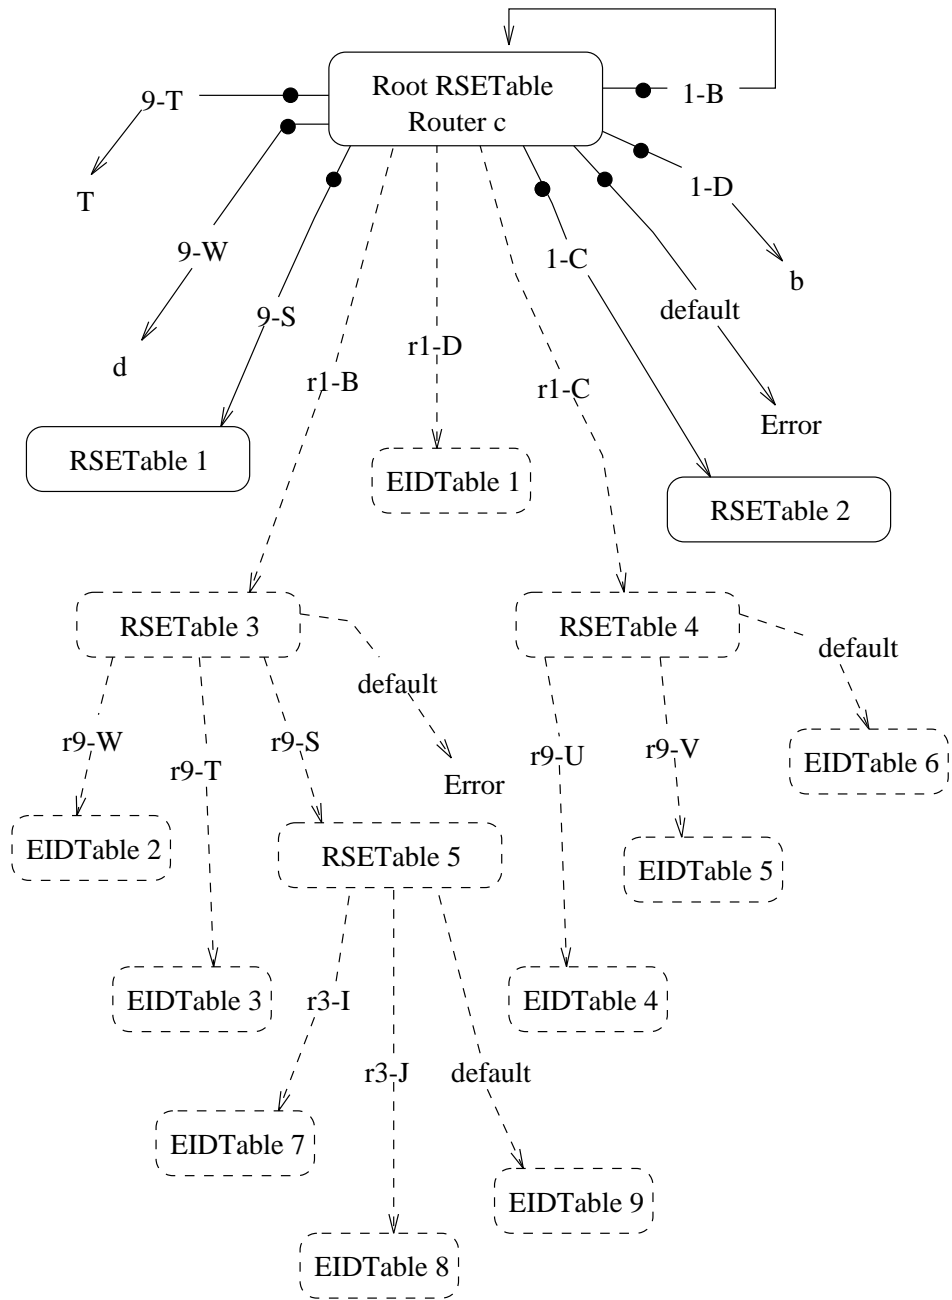 Root RSETable
Router c
9-T
1-B
T
1-D
9-W
1-C
b
default
9-S
d
r1-D
r1-B
r1-C
Error
RSETable 1
EIDTable 1
RSETable 2
RSETable 3
RSETable 4
default
default
r9-W
r9-S
r9-T
r9-U
r9-V
EIDTable 6
Error
EIDTable 2
RSETable 5
EIDTable 5
EIDTable 3
r3-I
EIDTable 4
r3-J
default
EIDTable 7
EIDTable 9
EIDTable 8